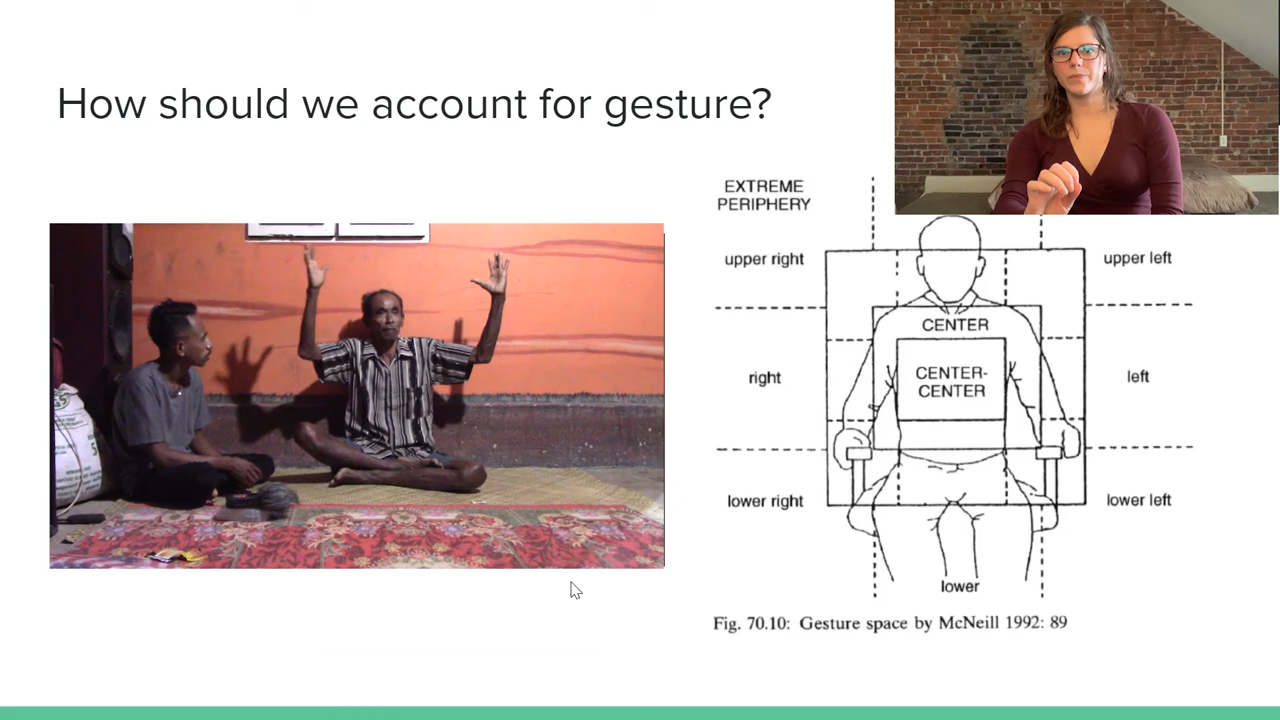 How should we account for gesture?
EXTREME
PERIPHERY
upper right
upper left
CENTER
right
CENTER-
CENTER
left
lower right
lower left
lower
Fig. 70.10: Gesture space by McNeill 1992: 89